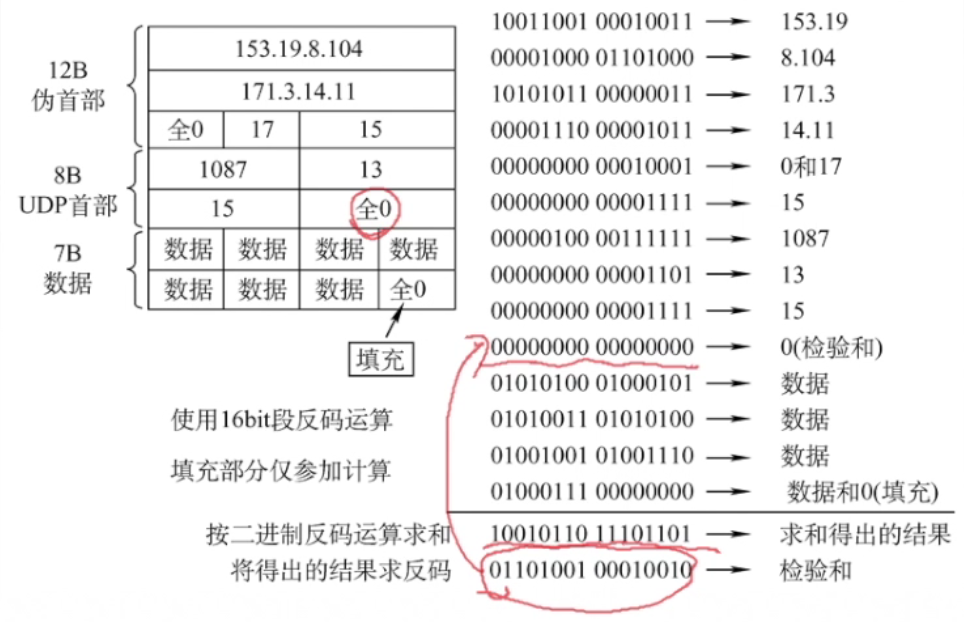 12B
伪首部
153.19.8.104
171.3.14.11
全0 17 15
8B
UDP首部
1087 13
15 全0
7B
数据
数据 数据 数据 数据
数据 数据 数据 全0
填充
使用16bit段反码运算
填充部分仅参加计算
10011001 00010011 → 153.19
00001000 01101000 → 8.104
10101011 00000011 → 171.3
00001110 00001011 → 14.11
00000000 00010001 → 0和17
00000000 00001111 → 15
00000100 00111111 → 1087
00000000 00001101 → 13
00000000 00001111 → 15
00000000 00000000 → 0(检验和)
01010100 01000101 → 数据
01010011 01010100 → 数据
01001001 01001110 → 数据
01000111 00000000 → 数据和0(填充)
按二进制反码运算求和 10010110 11101101 → 求和得出的结果
将得出的结果求反码 01101001 00010010 → 检验和